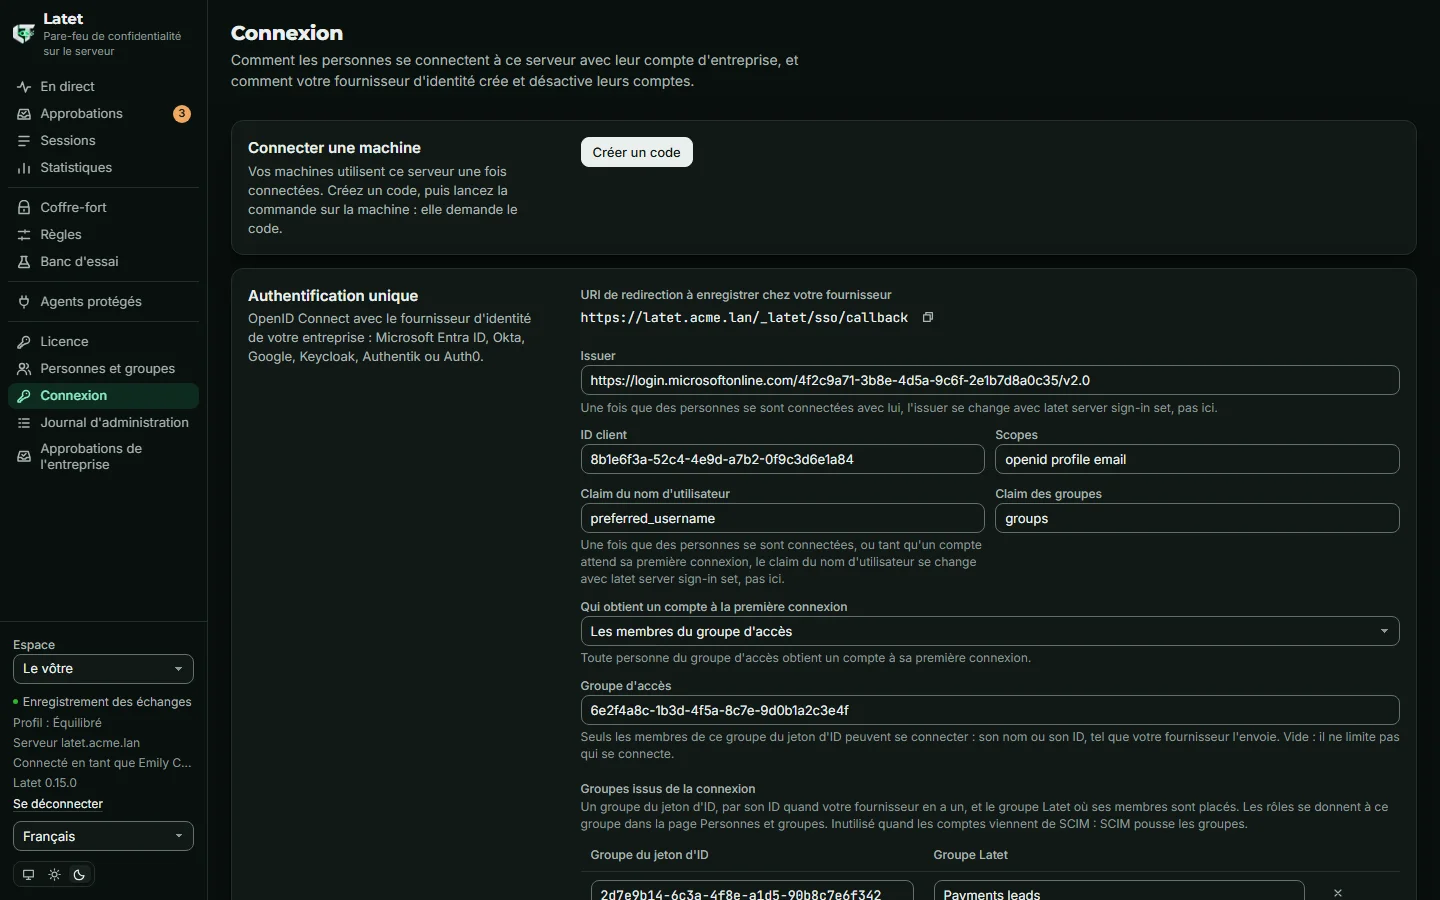 Latet
Pare-feu de confidentialité
sur le serveur
En direct
Approbations
3
Sessions
Statistiques
Coffre-fort
Règles
Banc d'essai
Agents protégés
Licence
Personnes et groupes
Connexion
Journal d'administration
Approbations de
l'entreprise
Espace
Le vôtre
Enregistrement des échanges
Profil : Équilibré
Serveur latet.acme.lan
Connecté en tant que Emily C...
Latet 0.15.0
Se déconnecter
Français
Connexion
Comment les personnes se connectent à ce serveur avec leur compte d'entreprise, et
comment votre fournisseur d'identité crée et désactive leurs comptes.
Connecter une machine
Vos machines utilisent ce serveur une fois
connectées. Créez un code, puis lancez la
commande sur la machine : elle demande le
code.
Créer un code
Authentification unique
OpenID Connect avec le fournisseur d'identité
de votre entreprise : Microsoft Entra ID, Okta,
Google, Keycloak, Authentik ou Auth0.
URI de redirection à enregistrer chez votre fournisseur
https://latet.acme.lan/_latet/sso/callback
Issuer
https://login.microsoftonline.com/4f2c9a71-3b8e-4d5a-9c6f-2e1b7d8a0c35/v2.0
Une fois que des personnes se sont connectées avec lui, l'issuer se change avec latet server sign-in set, pas ici.
ID client
Scopes
8b1e6f3a-52c4-4e9d-a7b2-0f9c3d6e1a84
openid profile email
Claim du nom d'utilisateur
Claim des groupes
preferred_username
groups
Une fois que des personnes se sont connectées, ou tant qu'un compte
attend sa première connexion, le claim du nom d'utilisateur se change
avec latet server sign-in set, pas ici.
Qui obtient un compte à la première connexion
Les membres du groupe d'accès
Toute personne du groupe d'accès obtient un compte à sa première connexion.
Groupe d'accès
6e2f4a8c-1b3d-4f5a-8c7e-9d0b1a2c3e4f
Seuls les membres de ce groupe du jeton d'ID peuvent se connecter : son nom ou son ID, tel que votre fournisseur l'envoie. Vide : il ne limite pas
qui se connecte.
Groupes issus de la connexion
Un groupe du jeton d'ID, par son ID quand votre fournisseur en a un, et le groupe Latet où ses membres sont placés. Les rôles se donnent à ce
groupe dans la page Personnes et groupes. Inutilisé quand les comptes viennent de SCIM : SCIM pousse les groupes.
Groupe du jeton d'ID
Groupe Latet
2d7e9b14-6c3a-4f8e-a1d5-90b8c7e6f342
Payments leads